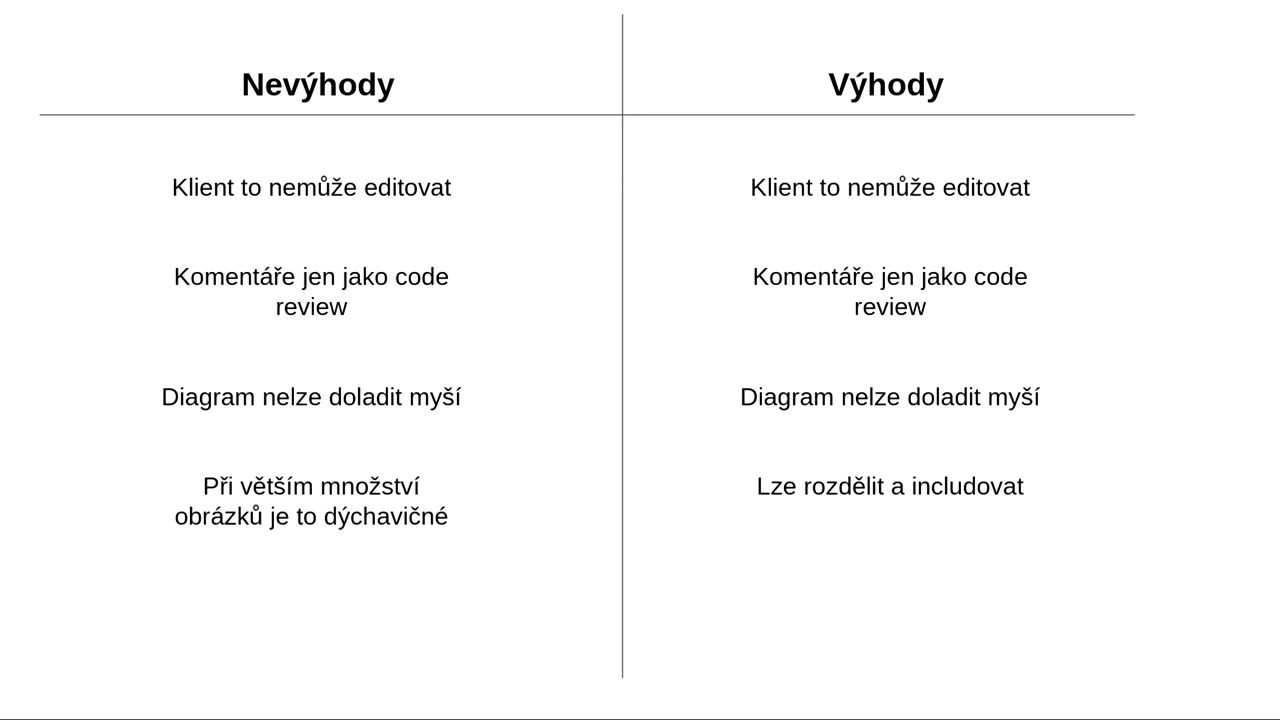 Nevýhody
Klient to nemůže editovat
Komentáře jen jako code
review
Diagram nelze doladit myší
Při větším množství
obrázků je to dýchavičné
Výhody
Klient to nemůže editovat
Komentáře jen jako code
review
Diagram nelze doladit myší
Lze rozdělit a includovat